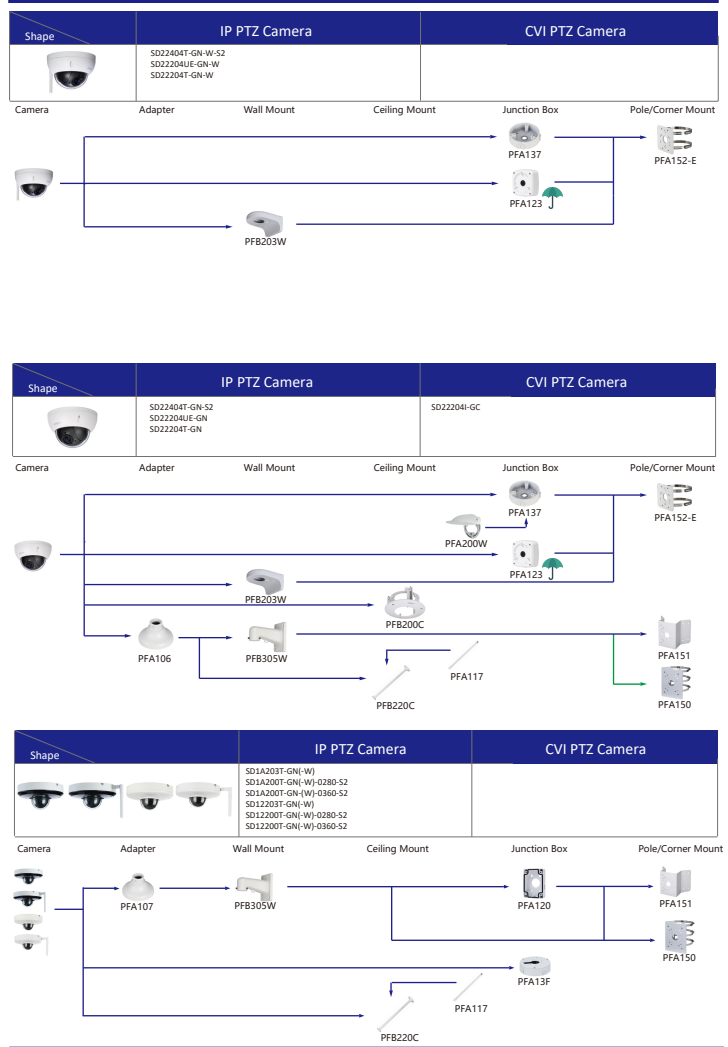 Shape
IP PTZ Camera
CVI PTZ Camera
SD22404T-GN-W-S2
SD22204UE-GN-W
SD22204T-GN-W
Camera
Adapter
Wall Mount
Ceiling Mount
Junction Box
Pole/Corner Mount
PFA137
PFA152-E
PFA123
PFB203W
Shape
IP PTZ Camera
CVI PTZ Camera
SD22404T-GN-S2
SD22204UE-GN
SD22204T-GN
SD22204I-GC
Camera
Adapter
Wall Mount
Ceiling Mount
Junction Box
Pole/Corner Mount
PFA137
PFA152-E
PFA200W
PFA123
PFB203W
PFB200C
PFA106
PFB305W
PFA151
PFA117
PFB220C
PFA150
Shape
IP PTZ Camera
CVI PTZ Camera
SD1A203T-GN(-W)
SD1A200T-GN(-W)-0280-S2
SD1A200T-GN-(W)-0360-S2
SD12203T-GN(-W)
SD12200T-GN(-W)-0280-S2
SD12200T-GN(-W)-0360-S2
Camera
Adapter
Wall Mount
Ceiling Mount
Junction Box
Pole/Corner Mount
PFA107
PFB305W
PFA120
PFA151
PFA150
PFA13F
PFA117
PFB220C